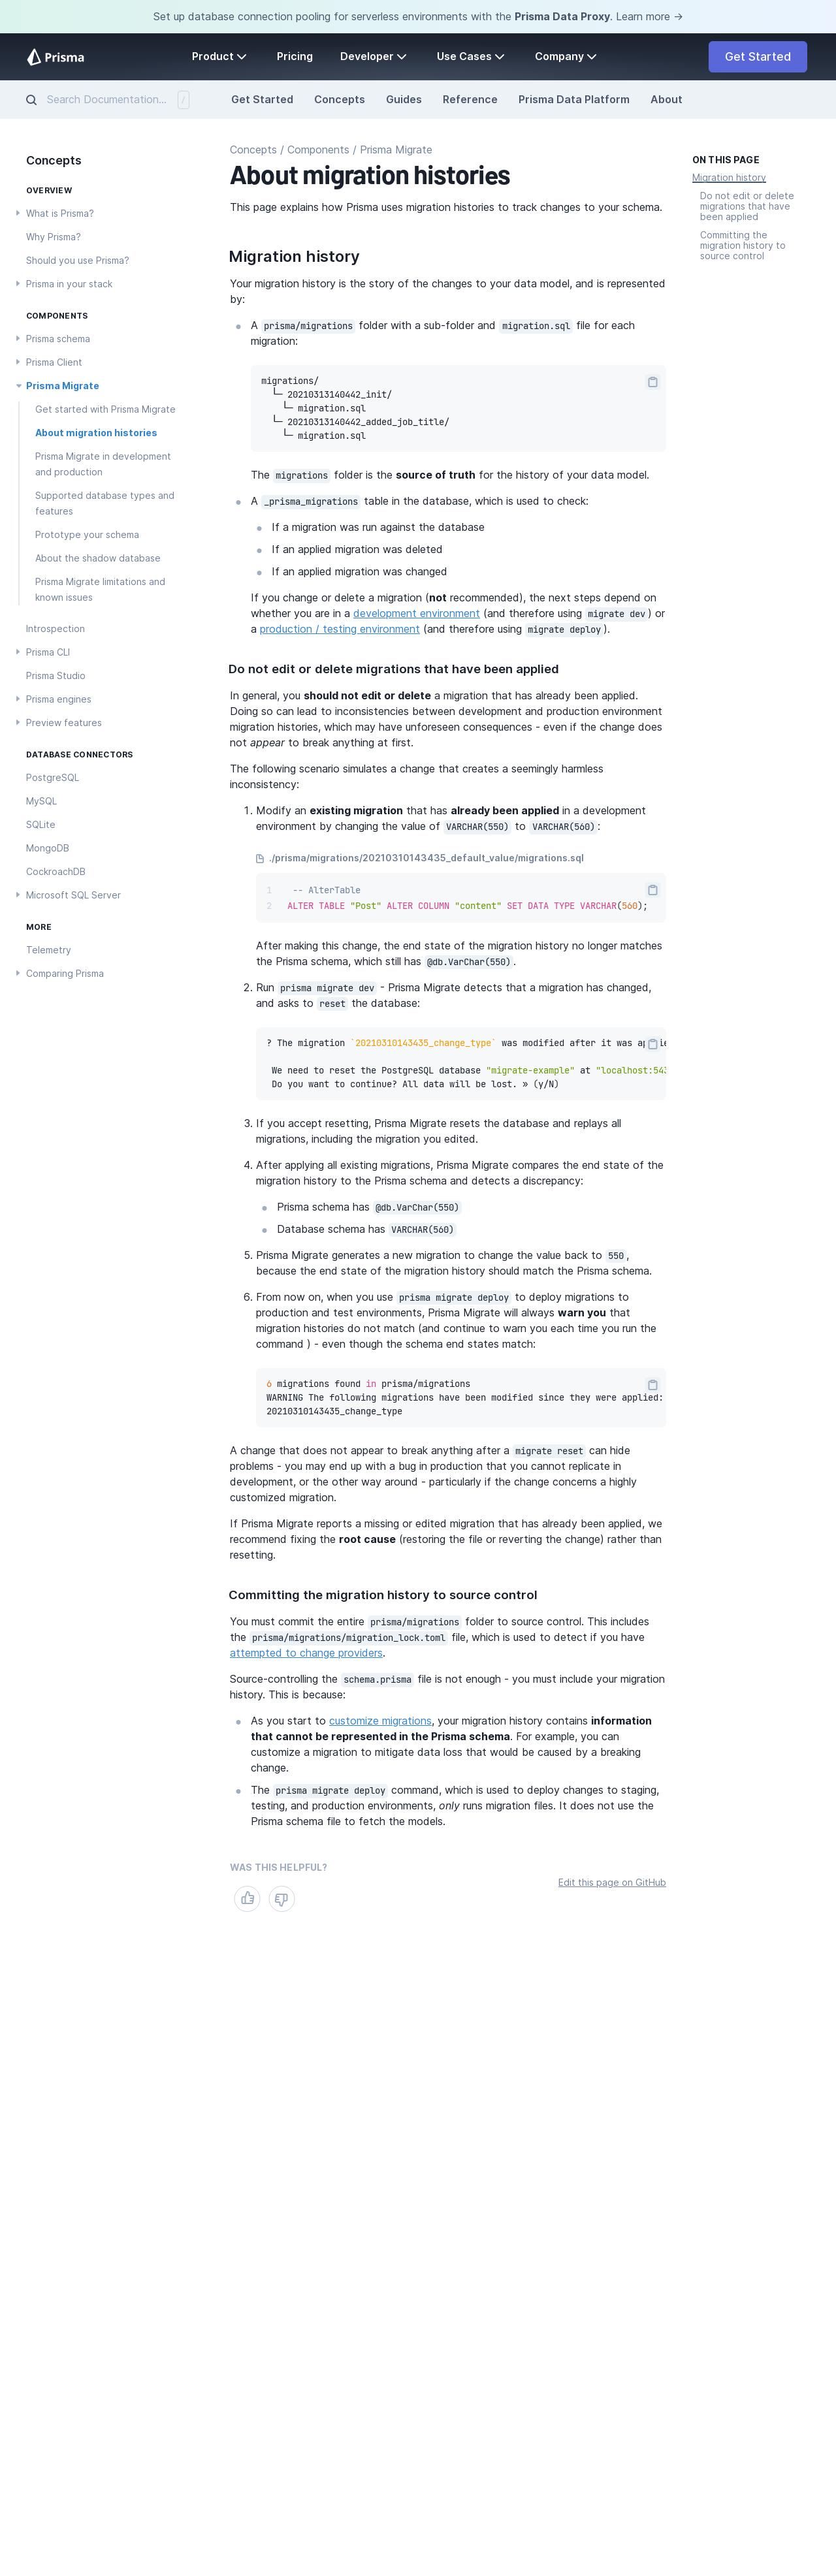 Set up database connection pooling for serverless environments with the Prisma Data Proxy. Learn more →
Prisma
Product
Pricing
Developer
Use Cases
Company
Get Started
Search Documentation...
/
Get Started
Concepts
Guides
Reference
Prisma Data Platform
About
Concepts
OVERVIEW
What is Prisma?
Why Prisma?
Should you use Prisma?
Prisma in your stack
COMPONENTS
Prisma schema
Prisma Client
Prisma Migrate
Get started with Prisma Migrate
About migration histories
Prisma Migrate in development
and production
Supported database types and
features
Prototype your schema
About the shadow database
Prisma Migrate limitations and
known issues
Introspection
Prisma CLI
Prisma Studio
Prisma engines
Preview features
DATABASE CONNECTORS
PostgreSQL
MySQL
SQLite
MongoDB
CockroachDB
Microsoft SQL Server
MORE
Telemetry
Comparing Prisma
Concepts / Components / Prisma Migrate
About migration histories
This page explains how Prisma uses migration histories to track changes to your schema.
Migration history
Your migration history is the story of the changes to your data model, and is represented
by:
A prisma/migrations folder with a sub-folder and migration.sql file for each
migration:
migrations/
└─ 20210313140442_init/
└─ migration.sql
└─ 20210313140442_added_job_title/
└─ migration.sql
The migrations folder is the source of truth for the history of your data model.
A _prisma_migrations table in the database, which is used to check:
If a migration was run against the database
If an applied migration was deleted
If an applied migration was changed
If you change or delete a migration (not recommended), the next steps depend on
whether you are in a development environment (and therefore using migrate dev) or
a production / testing environment (and therefore using migrate deploy).
Do not edit or delete migrations that have been applied
In general, you should not edit or delete a migration that has already been applied.
Doing so can lead to inconsistencies between development and production environment
migration histories, which may have unforeseen consequences - even if the change does
not appear to break anything at first.
The following scenario simulates a change that creates a seemingly harmless
inconsistency:
1. Modify an existing migration that has already been applied in a development
environment by changing the value of VARCHAR(550) to VARCHAR(560):
./prisma/migrations/20210310143435_default_value/migrations.sql
1 -- AlterTable
2 ALTER TABLE "Post" ALTER COLUMN "content" SET DATA TYPE VARCHAR(560);
After making this change, the end state of the migration history no longer matches
the Prisma schema, which still has @db.VarChar(550).
2. Run prisma migrate dev - Prisma Migrate detects that a migration has changed,
and asks to reset the database:
? The migration `20210310143435_change_type` was modified after it was
We need to reset the PostgreSQL database "migrate-example" at "localhost:543
Do you want to continue? All data will be lost. » (y/N)
3. If you accept resetting, Prisma Migrate resets the database and replays all
migrations, including the migration you edited.
4. After applying all existing migrations, Prisma Migrate compares the end state of the
migration history to the Prisma schema and detects a discrepancy:
Prisma schema has @db.VarChar(550)
Database schema has VARCHAR(560)
5. Prisma Migrate generates a new migration to change the value back to 550,
because the end state of the migration history should match the Prisma schema.
6. From now on, when you use prisma migrate deploy to deploy migrations to
production and test environments, Prisma Migrate will always warn you that
migration histories do not match (and continue to warn you each time you run the
command ) - even though the schema end states match:
6 migrations found in prisma/migrations
WARNING The following migrations have been modified since they were applied:
20210310143435_change_type
A change that does not appear to break anything after a migrate reset can hide
problems - you may end up with a bug in production that you cannot replicate in
development, or the other way around - particularly if the change concerns a highly
customized migration.
If Prisma Migrate reports a missing or edited migration that has already been applied, we
recommend fixing the root cause (restoring the file or reverting the change) rather than
resetting.
Committing the migration history to source control
You must commit the entire prisma/migrations folder to source control. This includes
the prisma/migrations/migration_lock.toml file, which is used to detect if you have
attempted to change providers.
Source-controlling the schema.prisma file is not enough - you must include your migration
history. This is because:
As you start to customize migrations, your migration history contains information
that cannot be represented in the Prisma schema. For example, you can
customize a migration to mitigate data loss that would be caused by a breaking
change.
The prisma migrate deploy command, which is used to deploy changes to staging,
testing, and production environments, only runs migration files. It does not use the
Prisma schema file to fetch the models.
WAS THIS HELPFUL?
Edit this page on GitHub
ON THIS PAGE
Migration history
Do not edit or delete
migrations that have
been applied
Committing the
migration history to
source control